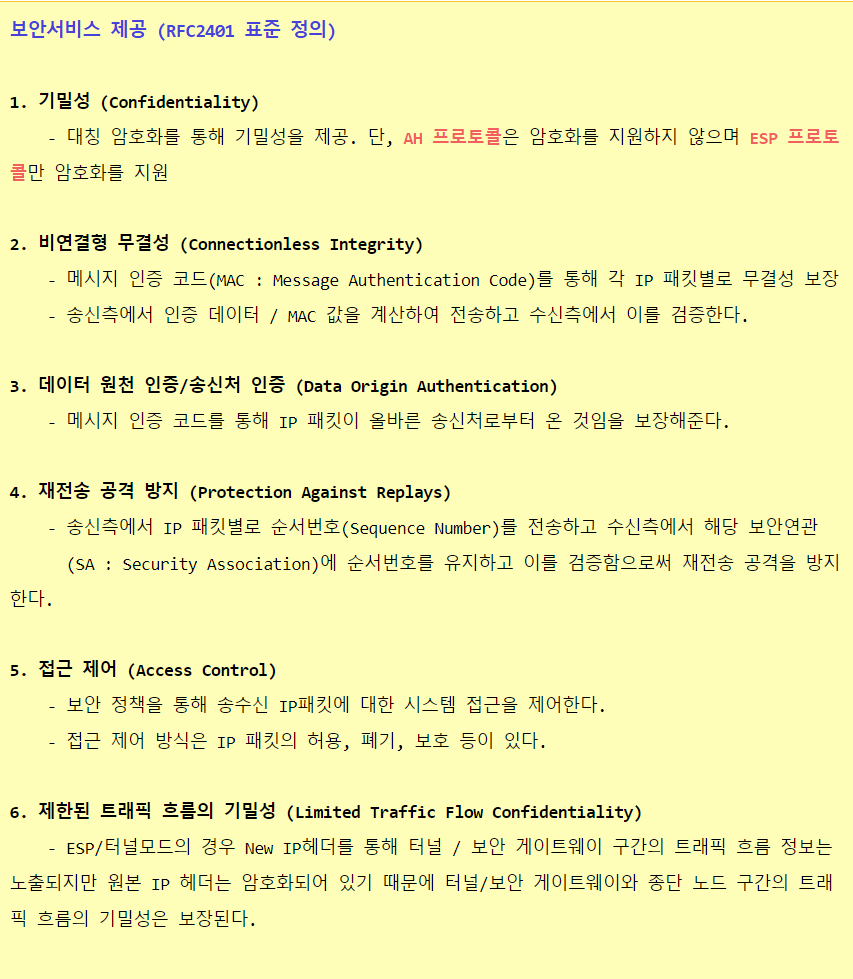 보안서비스 제공 (RFC2401 표준 정의)
1. 기밀성 (Confidentiality)
- 대칭 암호화를 통해 기밀성을 제공. 단, AH 프로토콜은 암호화를 지원하지 않으며 ESP 프로토
콜만 암호화를 지원
2. 비연결형 무결성 (Connectionless Integrity)
- 메시지 인증 코드(MAC : Message Authentication Code)를 통해 각 IP 패킷별로 무결성 보장
- 송신측에서 인증 데이터 / MAC 값을 계산하여 전송하고 수신측에서 이를 검증한다.
3. 데이터 원천 인증/송신처 인증 (Data Origin Authentication)
- 메시지 인증 코드를 통해 IP 패킷이 올바른 송신처로부터 온 것임을 보장해준다.
4. 재전송 공격 방지 (Protection Against Replays)
- 송신측에서 IP 패킷별로 순서번호(Sequence Number)를 전송하고 수신측에서 해당 보안연관
(SA : Security Association)에 순서번호를 유지하고 이를 검증함으로써 재전송 공격을 방지
한다.
5. 접근 제어 (Access Control)
- 보안 정책을 통해 송수신 IP패킷에 대한 시스템 접근을 제어한다.
- 접근 제어 방식은 IP 패킷의 허용, 폐기, 보호 등이 있다.
6. 제한된 트래픽 흐름의 기밀성 (Limited Traffic Flow Confidentiality)
- ESP/터널모드의 경우 New IP헤더를 통해 터널 / 보안 게이트웨이 구간의 트래픽 흐름 정보는
노출되지만 원본 IP 헤더는 암호화되어 있기 때문에 터널/보안 게이트웨이와 종단 노드 구간의 트래
픽 흐름의 기밀성은 보장된다.